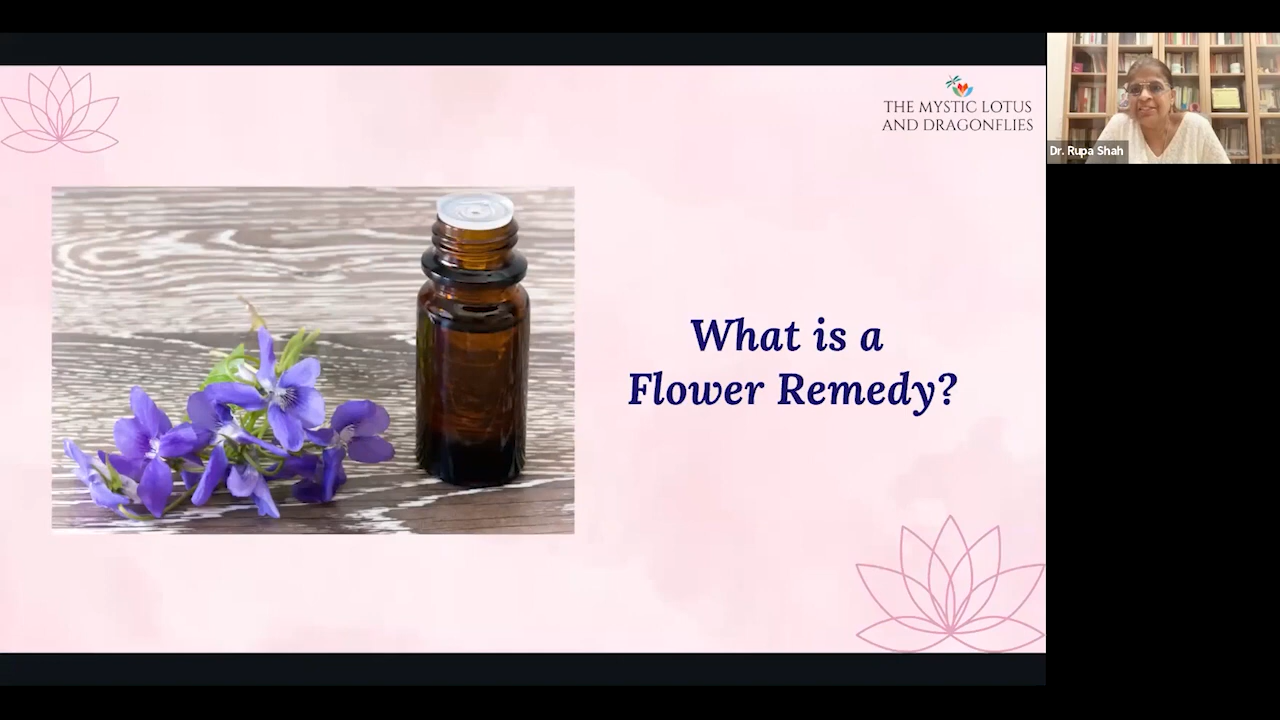 THE MYSTIC LOTUS
AND DRAGONFLIES
Dr. Rupa Shah
What is a
Flower Remedy?